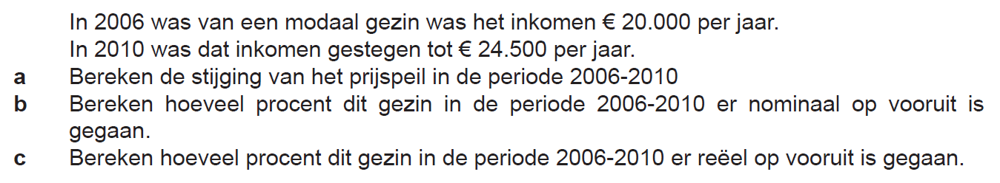 In 2006 was van een modaal gezin was het inkomen € 20.000 per jaar.
In 2010 was dat inkomen gestegen tot € 24.500 per jaar.
a Bereken de stijging van het prijspeil in de periode 2006-2010
b Bereken hoeveel procent dit gezin in de periode 2006-2010 er nominaal op vooruit is
gegaan.
c Bereken hoeveel procent dit gezin in de periode 2006-2010 er reëel op vooruit is gegaan.